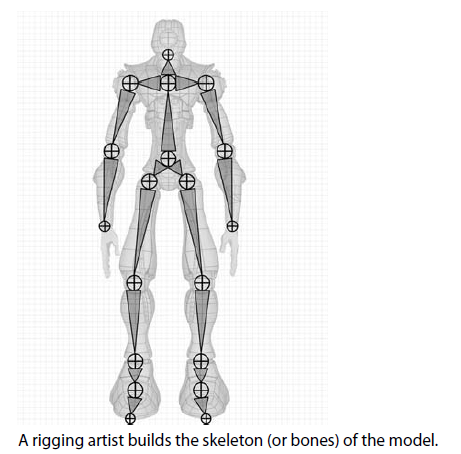 A rigging artist builds the skeleton (or bones) of the model.